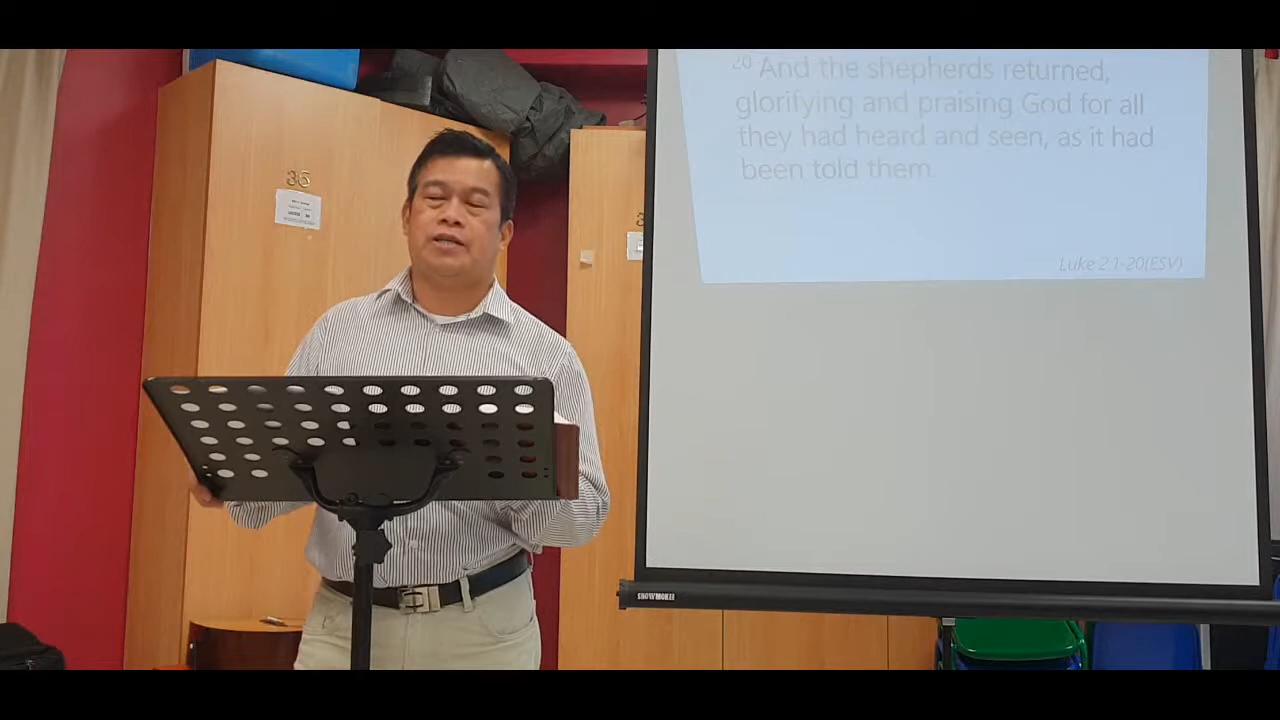 35
20 And the shepherds returned,
glorifying and praising God for all
they had heard and seen, as it had
been told them.
Luke 2:1-20(ESV)